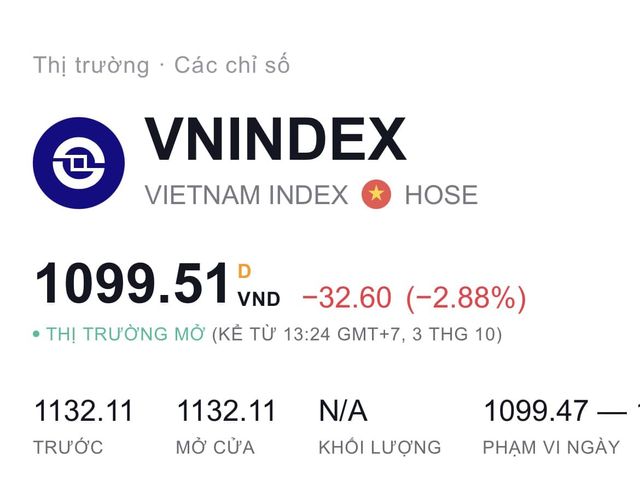 Thị trường · Các chỉ số
VNINDEX
VIETNAM INDEX HOSE
1099.51 D VND −32.60 (−2.88%)
• THỊ TRƯỜNG MỞ (KỂ TỪ 13:24 GMT+7, 3 THG 10)
1132.11 1132.11 N/A 1099.47 —
TRƯỚC MỞ CỬA KHỐI LƯỢNG PHẠM VI NGÀY